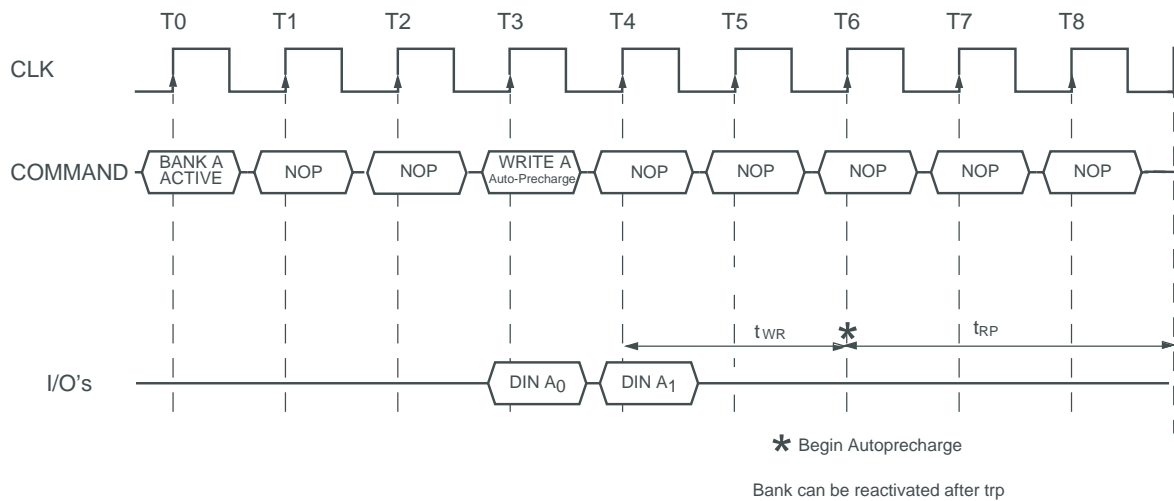 T0 T1 T2 T3 T4 T5 T6 T7 T8
CLK
COMMAND
BANK A
ACTIVE
NOP
NOP
WRITE A
Auto-Precharge
NOP
NOP
NOP
NOP
NOP
tWR
*
tRP
I/O's
DIN A0
DIN A1
* Begin Autoprecharge
Bank can be reactivated after trp